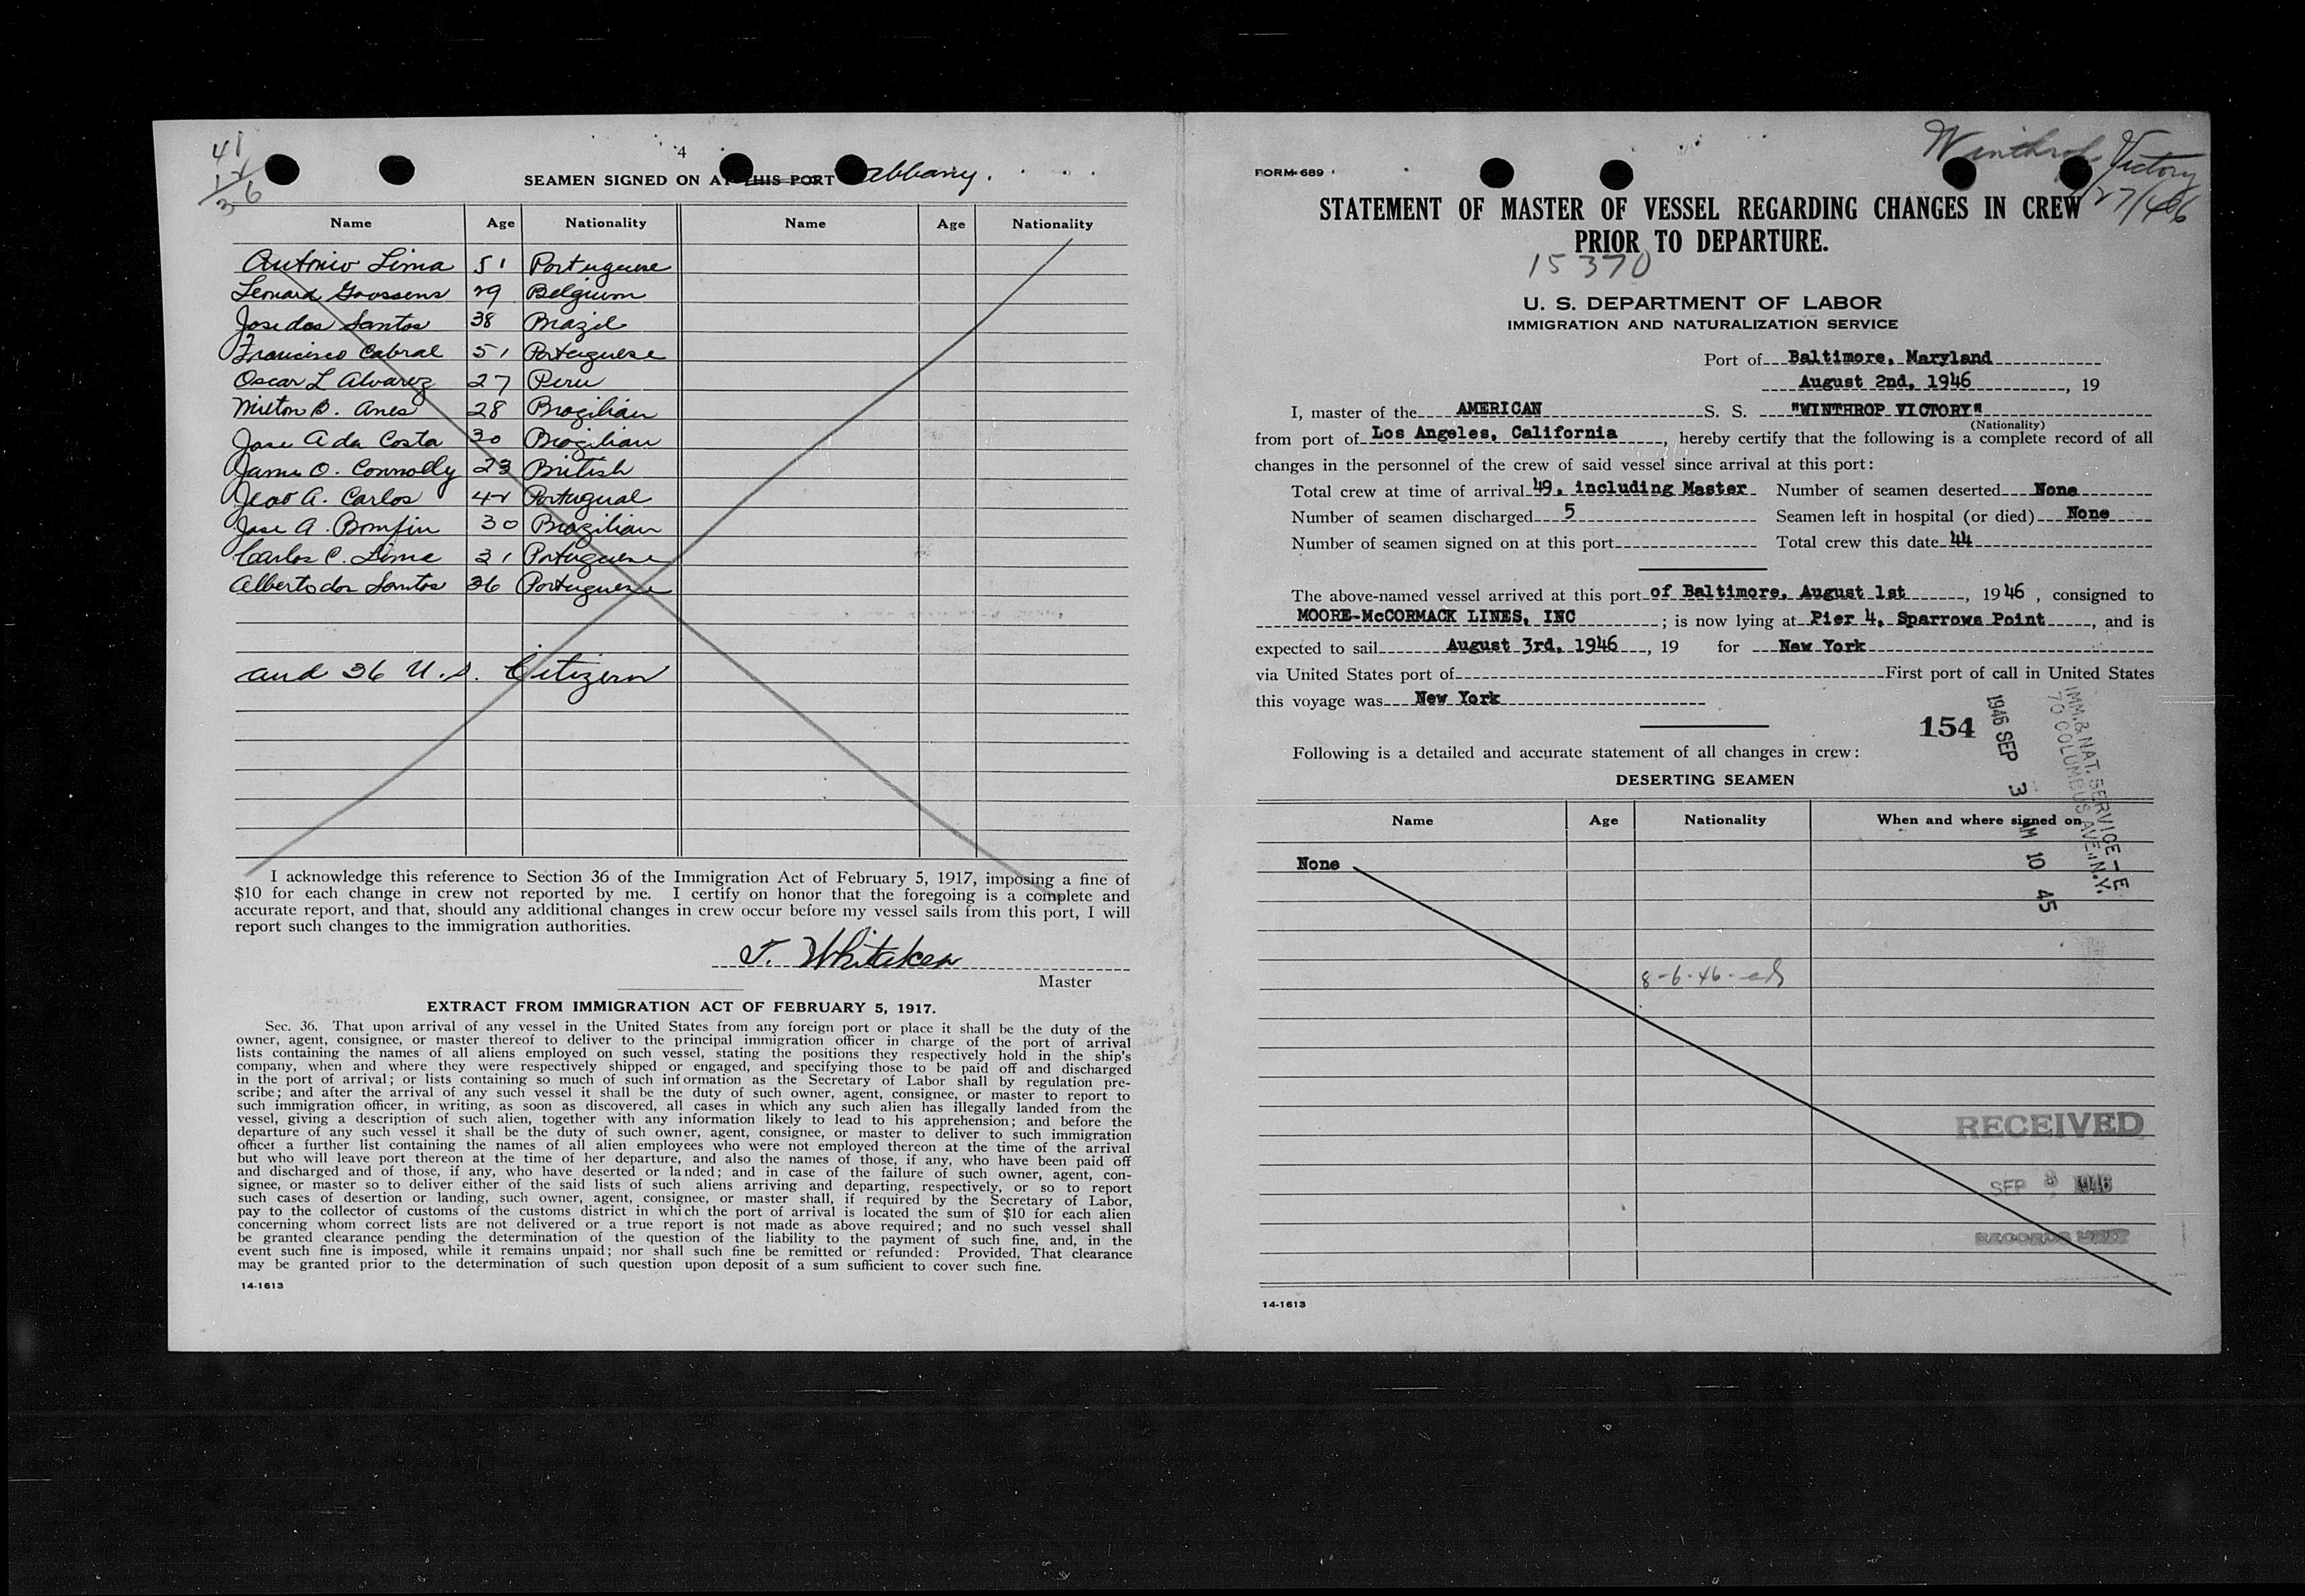 41
12
36
4
SEAMEN SIGNED ON AT THIS PORT Albany.
Name Age Nationality Name Age Nationality
Antonio Lima 51 Portuguese
Leonard Goossens 29 Belgium
Jose dos Santos 38 Brazil
Francisco Cabral 51 Portuguese
Oscar L Alvarez 27 Peru
Milton B. Anes 28 Brazilian
Jose A da Costa 30 Brazilian
James O. Connolly 23 British
A. Carlos 42 Portugual
Jose A. Bomfin 30 Brazilian
Carlos C. Lima 31 Portuguese
Alberto dos Santos 36 Portuguese
and 36 U.S. Citizens
I acknowledge this reference to Section 36 of the Immigration Act of February 5, 1917, imposing a fine of
$10 for each change in crew not reported by me. I certify on honor that the foregoing is a complete and
accurate report, and that, should any additional changes in crew occur before my vessel sails from this port, I will
report such changes to the immigration authorities.
J. Whitaker
Master
EXTRACT FROM IMMIGRATION ACT OF FEBRUARY 5, 1917.
Sec. 36. That upon arrival of any vessel in the United States from any foreign port or place it shall be the duty of the
owner, agent, consignee, or master thereof to deliver to the principal immigration officer in charge of the port of arrival
lists containing the names of all aliens employed on such vessel, stating the positions they respectively hold in the ship's
company, when and where they were respectively shipped or engaged, and specifying those to be paid off and discharged
in the port of arrival; or lists containing so much of such information as the Secretary of Labor shall by regulation pre-
scribe; and after the arrival of any such vessel it shall be the duty of such owner, agent, consignee, or master to report to
such immigration officer, in writing, as soon as discovered, all cases in which any such alien has illegally landed from the
vessel, giving a description of such alien, together with any information likely to lead to his apprehension; and before the
departure of any such vessel it shall be the duty of such owner, agent, consignee, or master to deliver to such immigration
officer a further list containing the names of all alien employees who were not employed thereon at the time of the arrival
but who will leave port thereon at the time of her departure, and also the names of those, if any, who have been paid off
and discharged and of those, if any, who have deserted or landed; and in case of the failure of such owner, agent, con-
signee, or master so to deliver either of the said lists of such aliens arriving and departing, respectively, or so to report
such cases of desertion or landing, such owner, agent, consignee, or master shall, if required by the Secretary of Labor,
pay to the collector of customs of the customs district in which the port of arrival is located the sum of $10 for each alien
concerning whom correct lists are not delivered or a true report is not made as above required; and no such vessel shall
be granted clearance pending the determination of the question of the liability to the payment of such fine, and, in the
event such fine is imposed, while it remains unpaid; nor shall such fine be remitted or refunded: Provided, That clearance
may be granted prior to the determination of such question upon deposit of a sum sufficient to cover such fine.
14-1613
Winthrop Victory
27/46
FORM 689
STATEMENT OF MASTER OF VESSEL REGARDING CHANGES IN CREW
PRIOR TO DEPARTURE.
15370
U. S. DEPARTMENT OF LABOR
IMMIGRATION AND NATURALIZATION SERVICE
Port of Baltimore, Maryland
August 2nd, 1946, 19
I, master of the AMERICAN S. S. "WINTHROP VICTORY"
(Nationality)
from port of Los Angeles, California, hereby certify that the following is a complete record of all
changes in the personnel of the crew of said vessel since arrival at this port:
Total crew at time of arrival 49, including Master Number of seamen deserted None
Number of seamen discharged 5 Seamen left in hospital (or died) None
Number of seamen signed on at this port Total crew this date 44
The above-named vessel arrived at this port of Baltimore, August 1st, 1946, consigned to
MOORE-McCORMACK LINES, INC; is now lying at Pier 4, Sparrows Point, and is
expected to sail August 3rd, 1946, 19 for New York
via United States port of First port of call in United States
this voyage was New York
154
1946 SEP 3 AM 10 45
IMM. & NAT. SERVICE - E
70 COLUMBUS AVE., N.Y.
Following is a detailed and accurate statement of all changes in crew:
DESERTING SEAMEN
Name Age Nationality When and where signed on
None
8-6-46-
RECEIVED
SEP 3 1946
RECORDS UNIT
14-1613